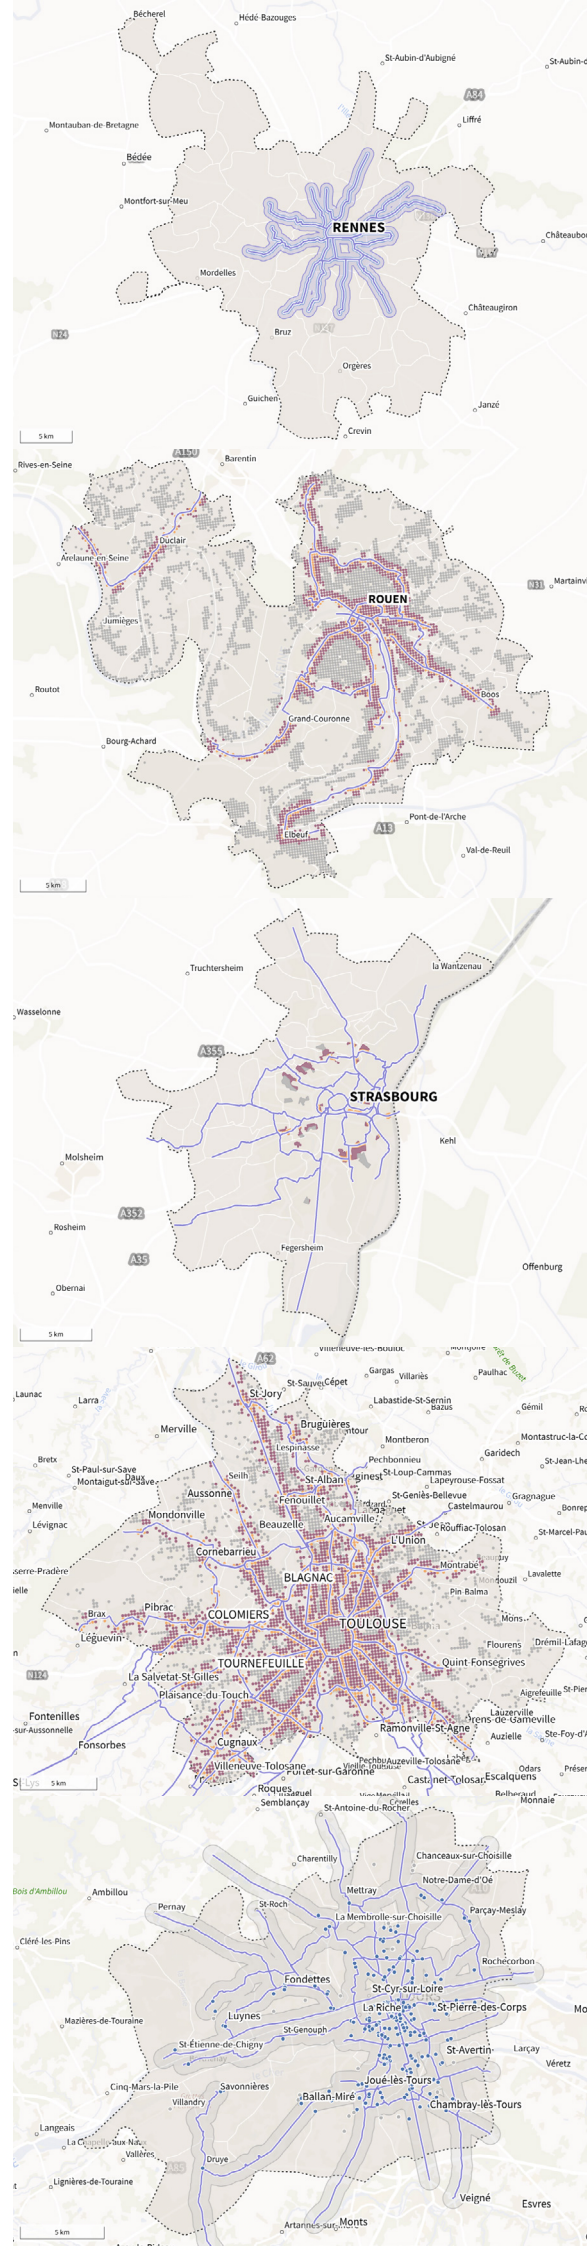 Bécherel
Hédé-Bazouges
St-Aubin-d'Aubigné
A84
Liffré
Montauban-de-Bretagne
Bédée
Montfort-sur-Meu
RENNES
Mordelles
Châteaugiron
N24
Bruz
Orgères
Guichen
Janzé
Crevin
5 km
A150
Rives-en-Seine
Barentin
Duclair
Arelaune-en-Seine
N31
ROUEN
Jumièges
Routot
Boos
Grand-Couronne
Bourg-Achard
Elbeuf
A13
Pont-de-l'Arche
Val-de-Reuil
5 km
Truchtersheim
la Wantzenau
Wasselonne
A355
STRASBOURG
Kehl
Molsheim
A352
Rosheim
A35
Fegersheim
Offenburg
Obernai
5 km
A62
Gargas
Villariès
Paulhac
Launac
Larra
St-Jory
Cépet
Labastide-St-Sernin
Bazus
Gémil
Merville
Bruguières
Lespinasse
Montberon
Garidech
Bretx
St-Paul-sur-Save
Daux
Montaigut-sur-Save
Seilh
St-Alban
Pechbonnieu
St-Loup-Cammas
Lapeyrouse-Fossat
Menville
Aussonne
Fenouillet
St-Geniès-Bellevue
Gragnague
Castelmaurou
Lévignac
Mondonville
Beauzelle
Aucamville
Rouffiac-Tolosan
L'Union
Cornebarrieu
Montrabé
Lavalette
BLAGNAC
Pin-Balma
Pibrac
Brax
COLOMIERS
TOULOUSE
Mons
Léguevin
Flourens
TOURNEFEUILLE
Quint-Fonsegrives
N124
La Salvetat-St-Gilles
Plaisance-du-Touch
Aigrefeuille
Fontenilles
Lauzerville
Ramonville-St-Agne
Auzielle
Fonsorbes
Cugnaux
Auzeville-Tolosane
Villeneuve-Tolosane
Odars
Escalquens
5 km
Roques
Belberaud
Semblançay
Monnaie
St-Antoine-du-Rocher
Charentilly
Chanceaux-sur-Choisille
Bois d'Ambillou
Ambillou
Mettray
Notre-Dame-d'Oé
St-Roch
Pernay
La Membrolle-sur-Choisille
Parçay-Meslay
Cléré-les-Pins
Rochecorbon
Fondettes
St-Cyr-sur-Loire
Luynes
La Riche
St-Pierre-des-Corps
Mazières-de-Touraine
St-Genouph
St-Étienne-de-Chigny
St-Avertin
Larçay
Véretz
Joué-lès-Tours
Cinq-Mars-la-Pile
Savonnières
Villandry
Ballan-Miré
Chambray-lès-Tours
Langeais
Vallères
Druye
Lignières-de-Touraine
Veigné
Esvres
Monts
5 km